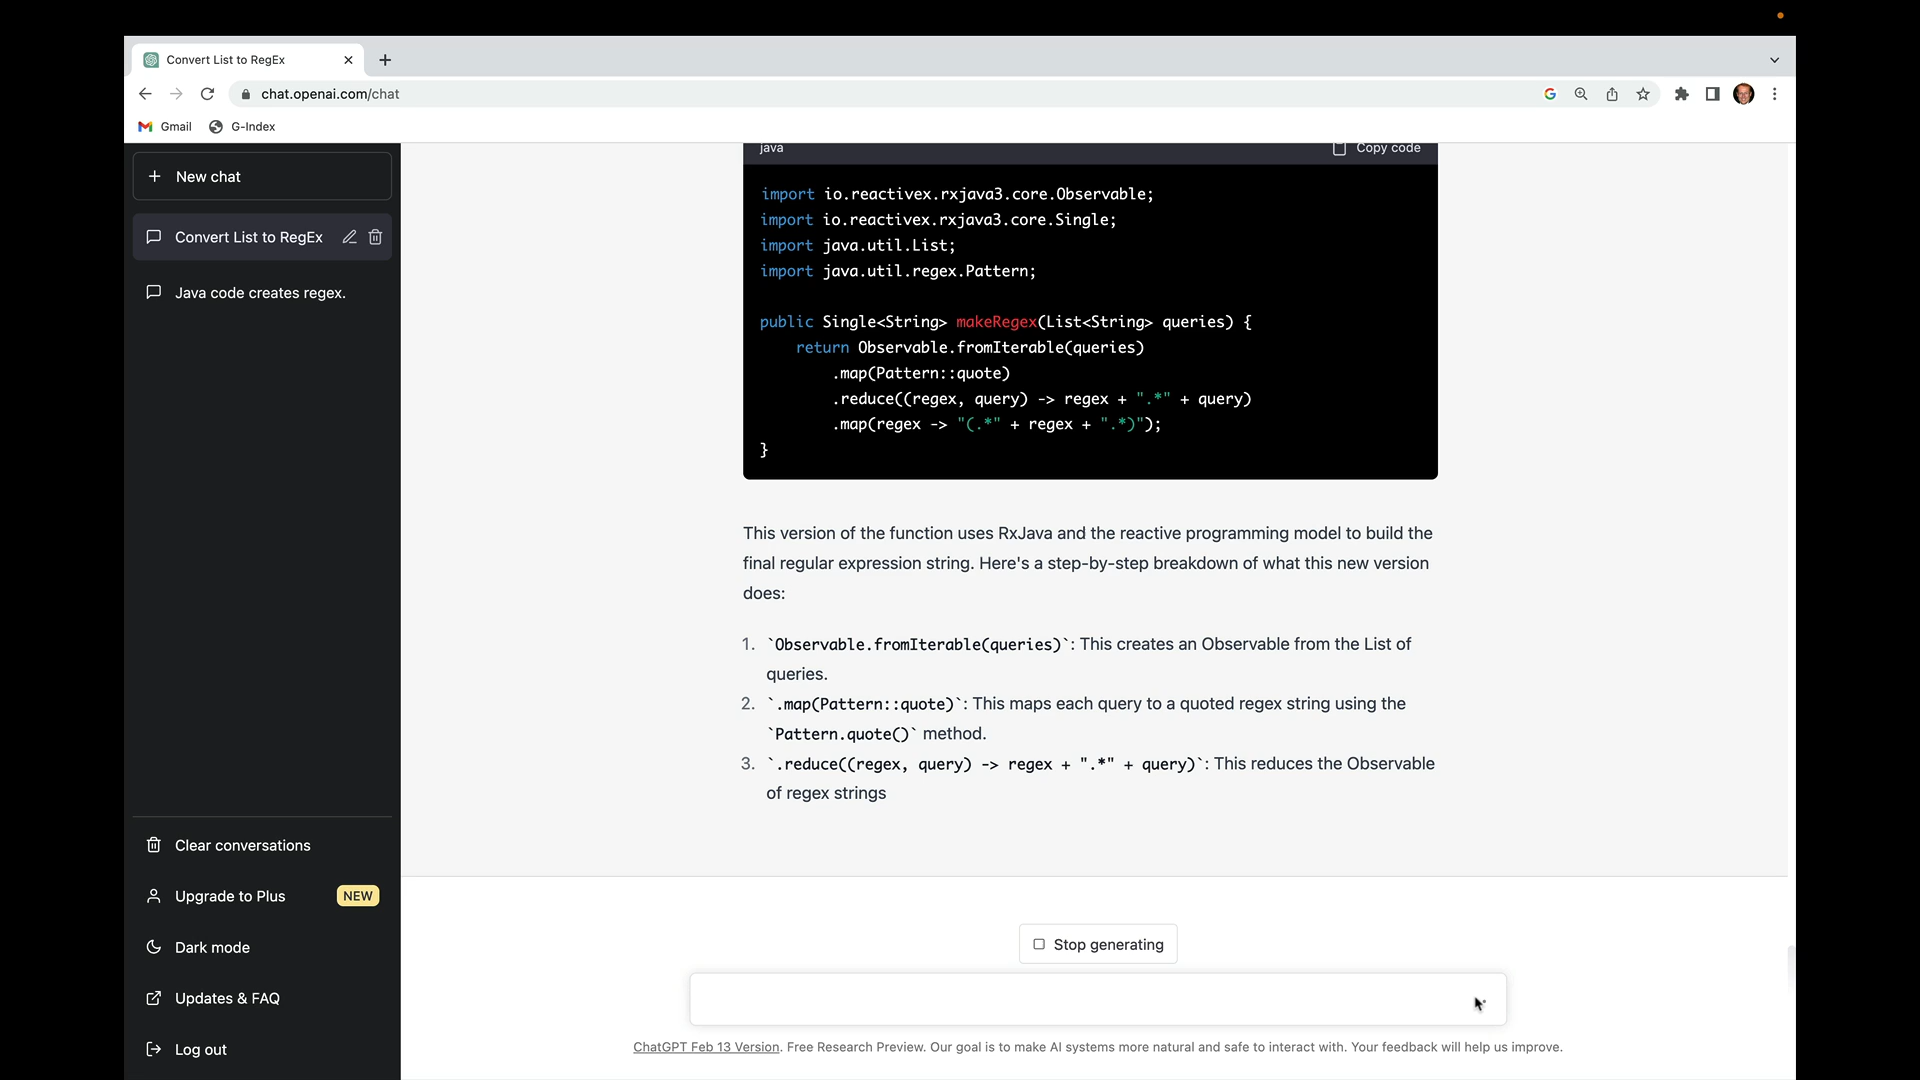 Convert List to RegEx
chat.openai.com/chat
Gmail G-Index
New chat
Convert List to RegEx
Java code creates regex.
Clear conversations
Upgrade to Plus NEW
Dark mode
Updates & FAQ
Log out
java Copy code
import io.reactivex.rxjava3.core.Observable;
import io.reactivex.rxjava3.core.Single;
import java.util.List;
import java.util.regex.Pattern;
public Single<String> makeRegex(List<String> queries) {
    return Observable.fromIterable(queries)
        .map(Pattern::quote)
        .reduce((regex, query) -> regex + ".*" + query)
        .map(regex -> "(.*" + regex + ".*)");
}
This version of the function uses RxJava and the reactive programming model to build the
final regular expression string. Here's a step-by-step breakdown of what this new version
does:
1. `Observable.fromIterable(queries)`: This creates an Observable from the List of
queries.
2. `.map(Pattern::quote)`: This maps each query to a quoted regex string using the
`Pattern.quote()` method.
3. `.reduce((regex, query) -> regex + ".*" + query)`: This reduces the Observable
of regex strings
Stop generating
ChatGPT Feb 13 Version. Free Research Preview. Our goal is to make AI systems more natural and safe to interact with. Your feedback will help us improve.